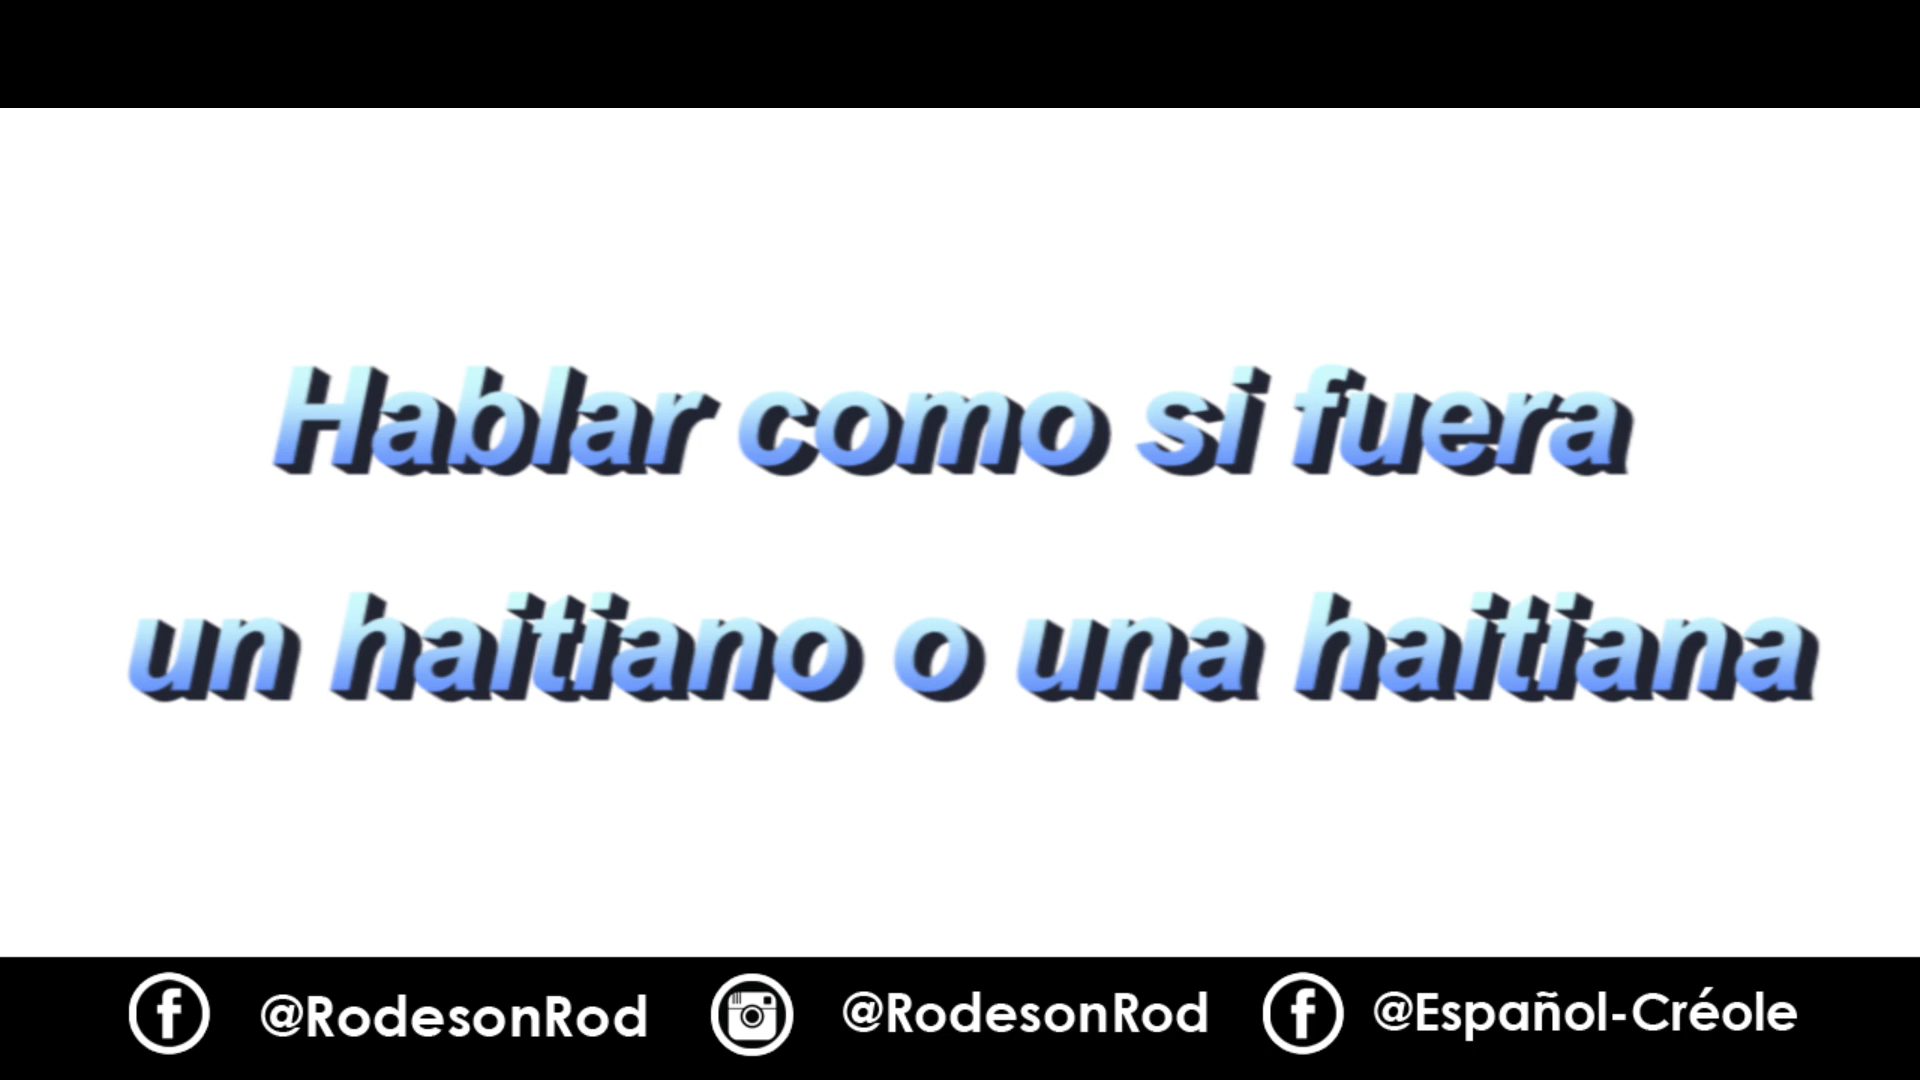 Hablar como si fuera
un haitiano o una haitiana
@RodesonRod @RodesonRod @Español-Créole